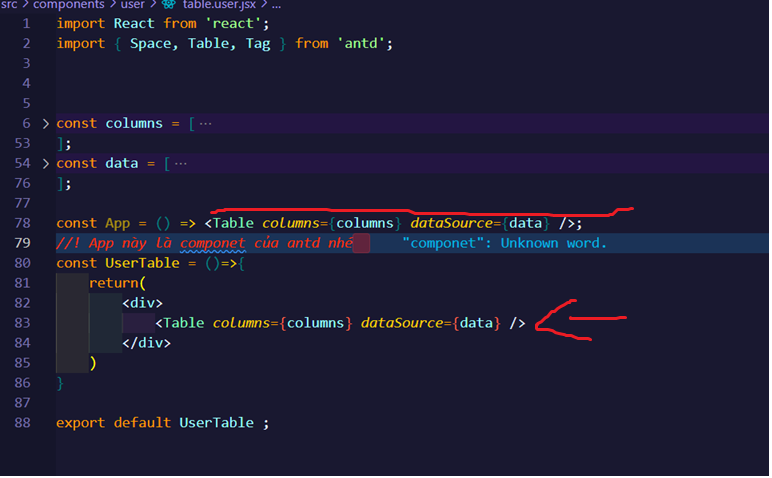 src > components > user > table.user.jsx > ...
1 import React from 'react';
2 import { Space, Table, Tag } from 'antd';
3
4
5
6 > const columns = [ ...
53 ];
54 > const data = [ ...
76 ];
77
78 const App = () => <Table columns={columns} dataSource={data} />;
79 //! App này là componet của antd nhé "componet": Unknown word.
80 const UserTable = ()=>{
81 return(
82 <div>
83 <Table columns={columns} dataSource={data} />
84 </div>
85 )
86 }
87
88 export default UserTable ;